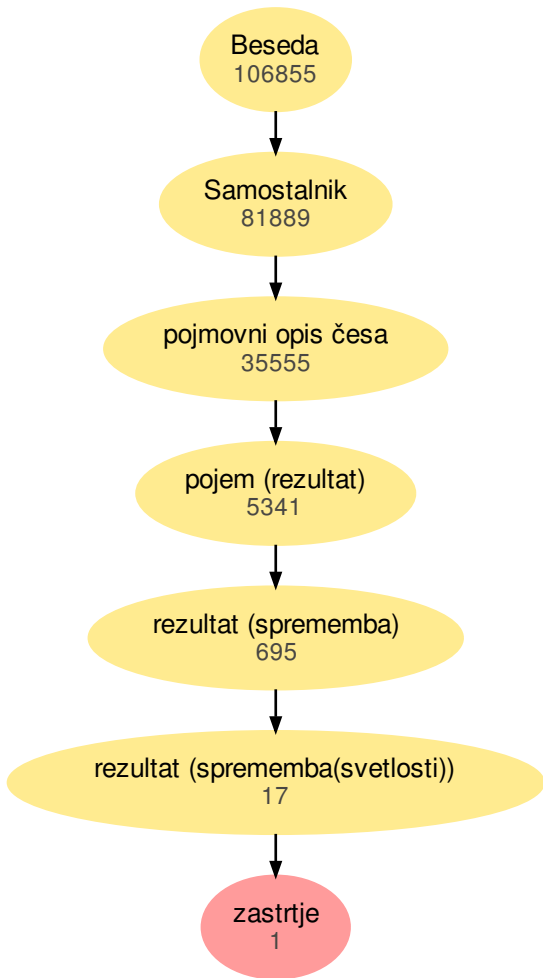 Beseda
106855
Samostalnik
81889
pojmovni opis česa
35555
pojem (rezultat)
5341
rezultat (sprememba)
695
rezultat (sprememba(svetlosti))
17
zastrtje
1